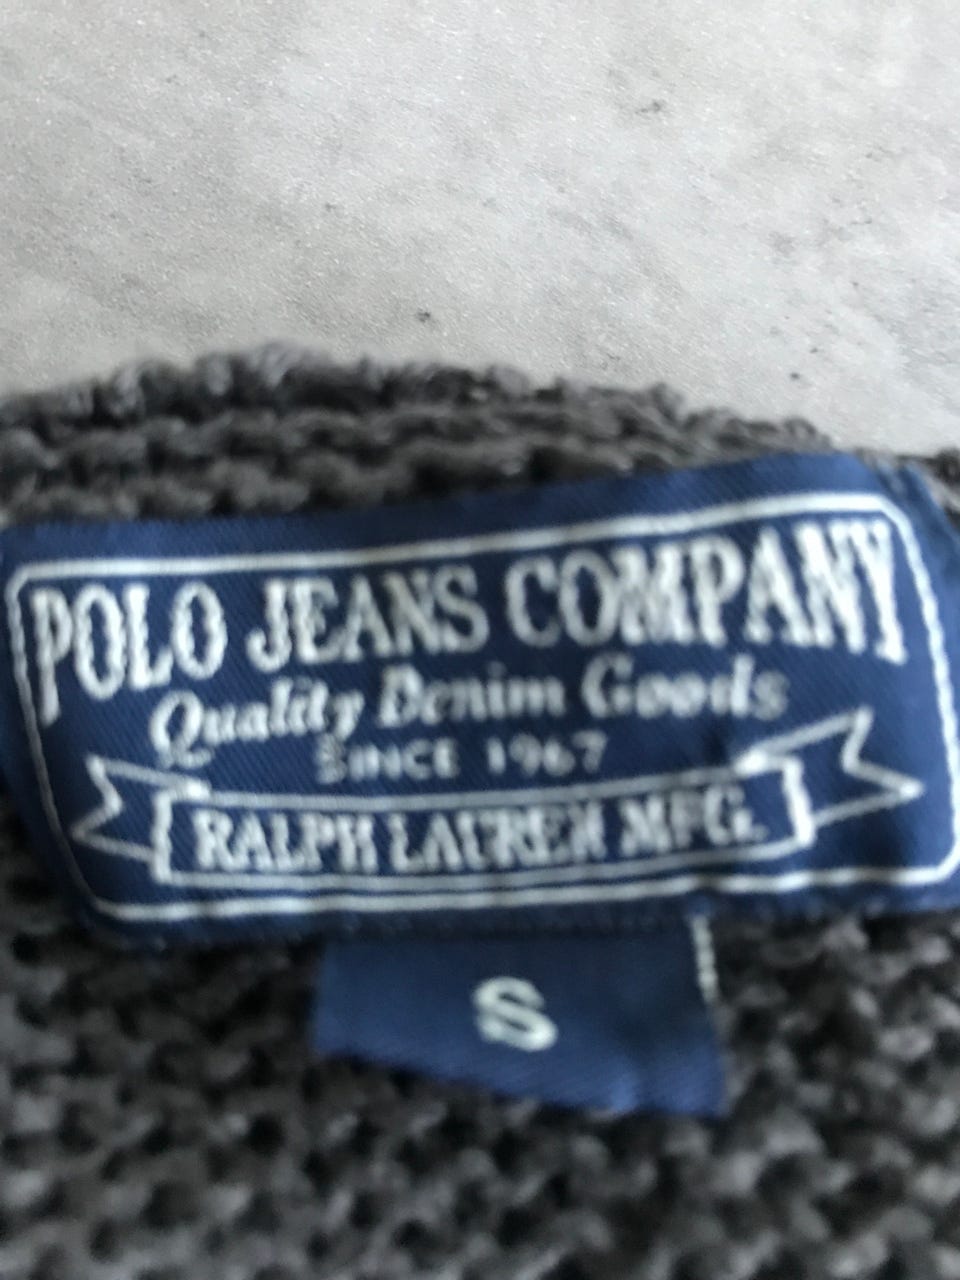 POLO JEANS COMPANY
Quality Denim Goods
SINCE 1967
RALPH LAUREN MFG.
S